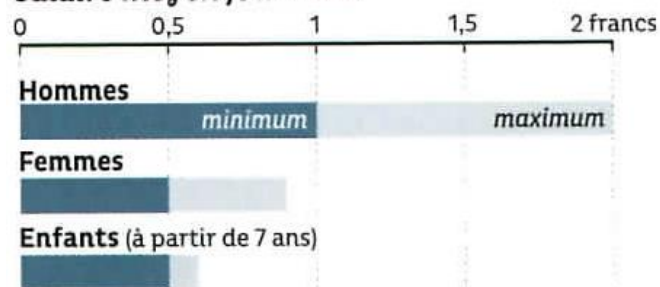 0 0,5 1 1,5 2 francs
Hommes
minimum maximum
Femmes
Enfants (à partir de 7 ans)